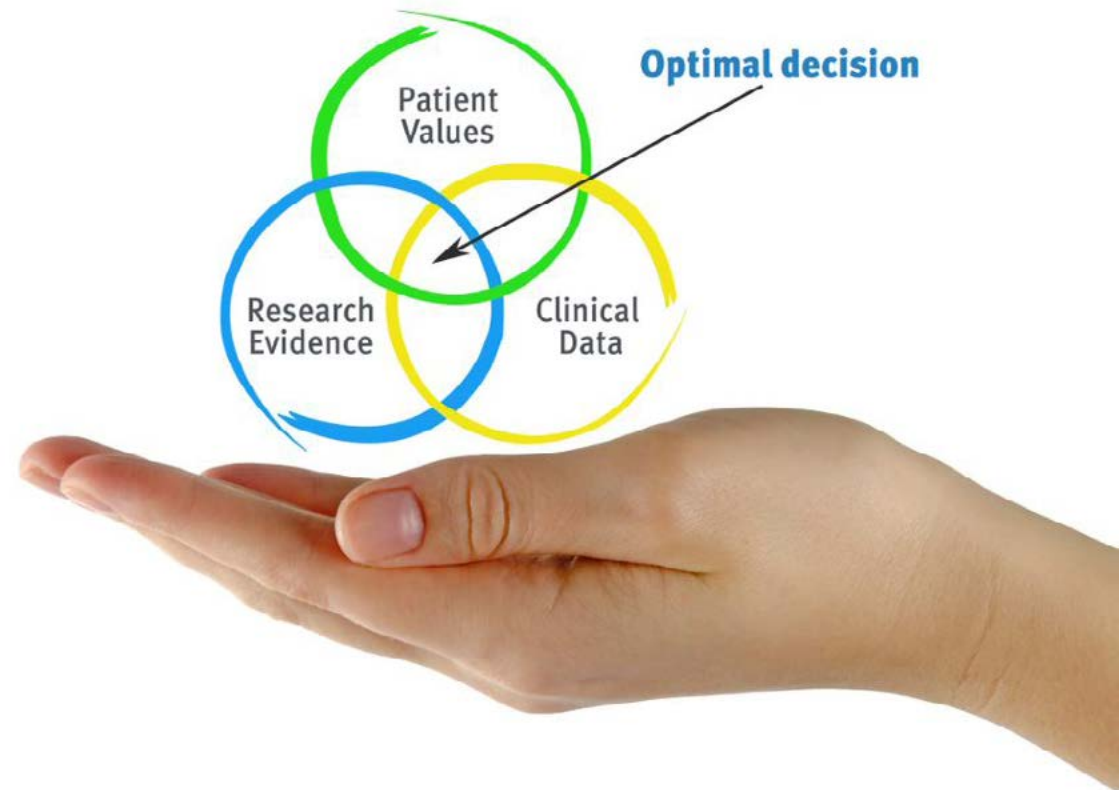 Optimal decision
Patient
Values
Research
Evidence
Clinical
Data